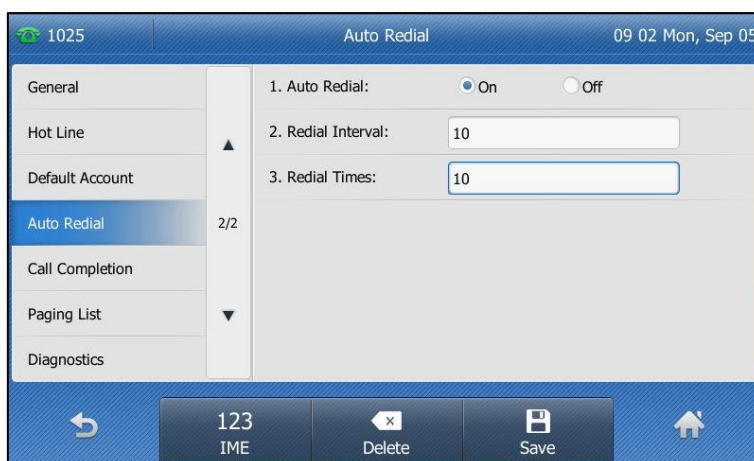 1025
Auto Redial
09 02 Mon, Sep 05
General
Hot Line
Default Account
Auto Redial
Call Completion
Paging List
Diagnostics
2/2
1. Auto Redial: On Off
2. Redial Interval: 10
3. Redial Times: 10
123
IME
Delete
Save